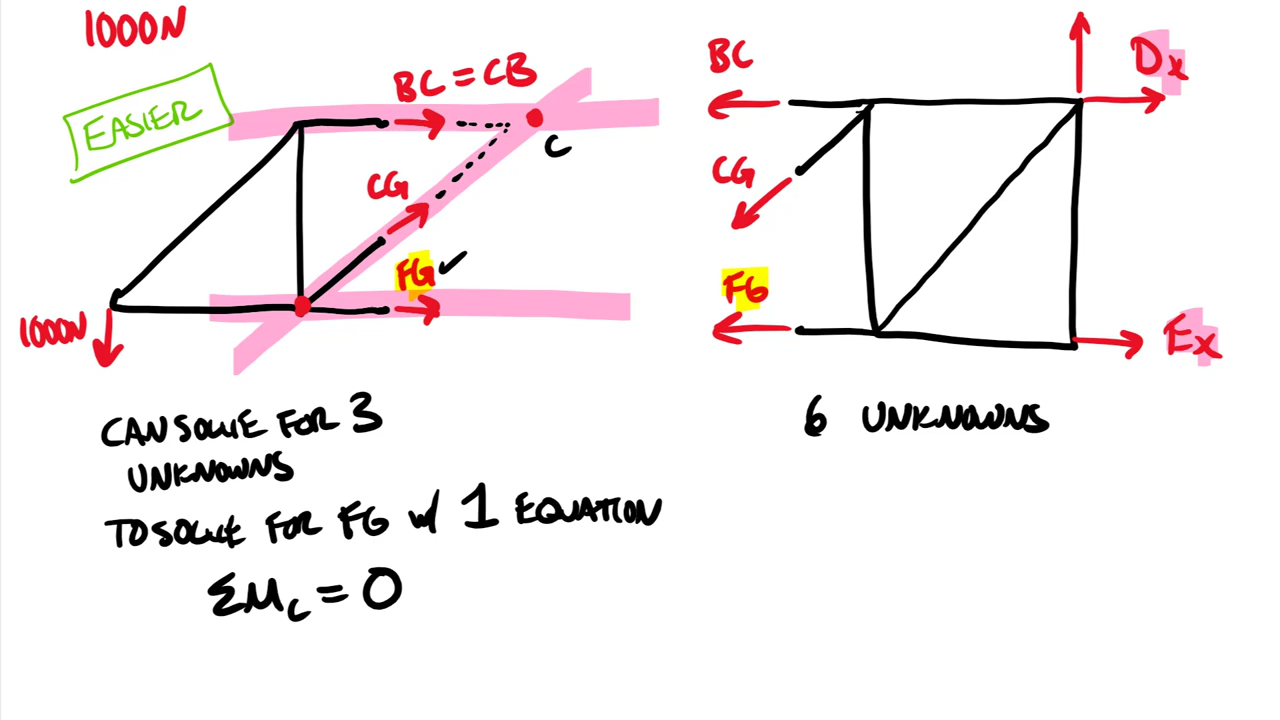 1000N
EASIER
BC = CB
C
CG
FG ✓
1000N
CAN SOLVE FOR 3
UNKNOWNS
TO SOLVE FOR FG w/ 1 EQUATION
ΣM_C = 0
BC
Dx
CG
FG
Ex
6 UNKNOWNS